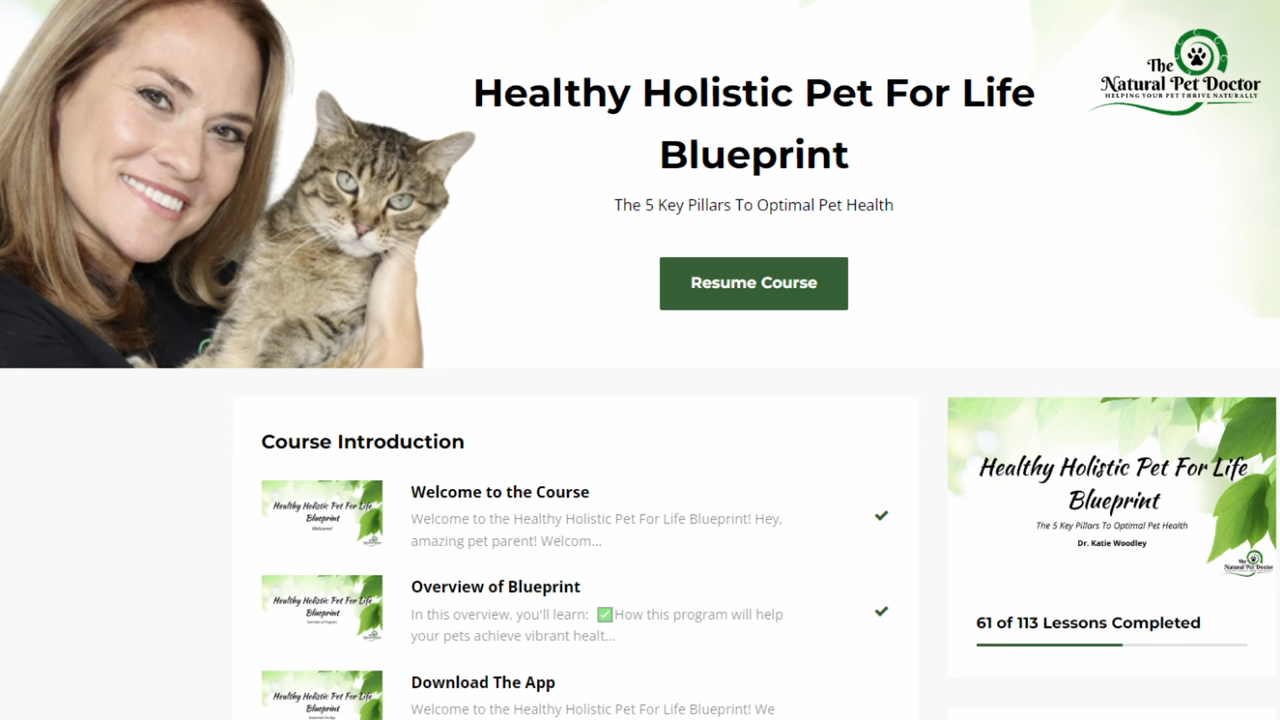 The
Natural Pet Doctor
HELPING YOUR PET THRIVE NATURALLY
Healthy Holistic Pet For Life
Blueprint
The 5 Key Pillars To Optimal Pet Health
Resume Course
Course Introduction
Healthy Holistic Pet For Life
Blueprint
Welcome to the Course
Welcome to the Healthy Holistic Pet For Life Blueprint! Hey,
amazing pet parent! Welcom...
Healthy Holistic Pet For Life
Blueprint
Overview of Blueprint
In this overview, you'll learn: ✅How this program will help
your pets achieve vibrant healt...
Healthy Holistic Pet For Life
Blueprint
Download The App
Welcome to the Healthy Holistic Pet For Life Blueprint! We
Healthy Holistic Pet For Life
Blueprint
The 5 Key Pillars To Optimal Pet Health
Dr. Katie Woodley
The
Natural Pet Doctor
61 of 113 Lessons Completed